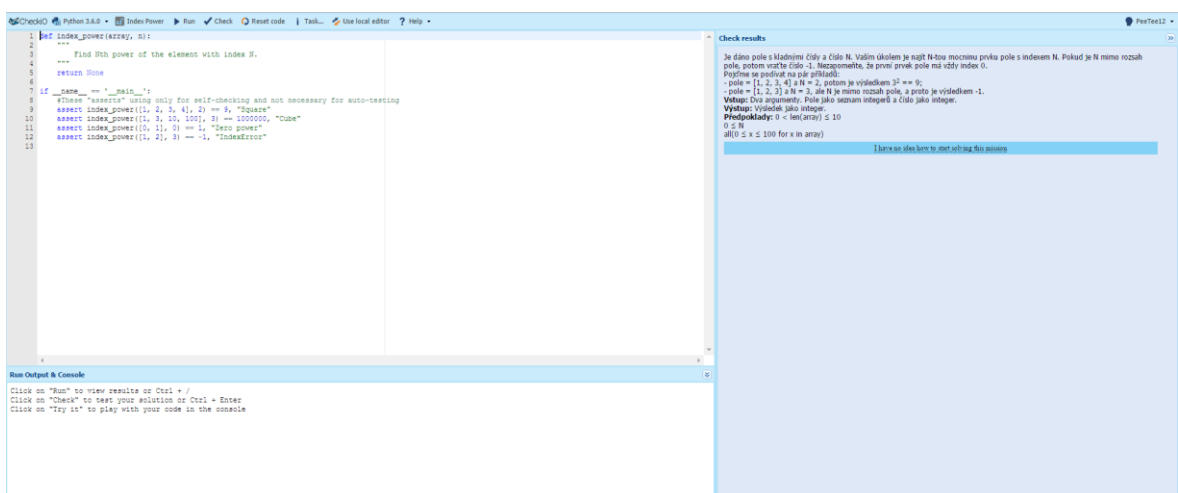 CheckiO Python 3.6.0 Index Power Run Check Reset code Task... Use local editor Help PeeTee12
1 def index_power(array, n):
2 """
3 Find Nth power of the element with index N.
4 """
5 return None
6
7 if __name__ == '__main__':
8 #These "asserts" using only for self-checking and not necessary for auto-testing
9 assert index_power([1, 2, 3, 4], 2) == 9, "Square"
10 assert index_power([1, 3, 10, 100], 3) == 1000000, "Cube"
11 assert index_power([0, 1], 0) == 1, "Zero power"
12 assert index_power([1, 2], 3) == -1, "IndexError"
13
Run Output & Console
Click on "Run" to view results or Ctrl + /
Click on "Check" to test your solution or Ctrl + Enter
Click on "Try it" to play with your code in the console
Check results
Je dáno pole s kladnými čísly a číslo N. Vaším úkolem je najít N-tou mocninu prvku pole s indexem N. Pokud je N mimo rozsah
pole, potom vraťte číslo -1. Nezapomeňte, že první prvek pole má vždy index 0.
Pojďme se podívat na pár příkladů:
- pole = [1, 2, 3, 4] a N = 2, potom je výsledkem 3² == 9;
- pole = [1, 2, 3] a N = 3, ale N je mimo rozsah pole, a proto je výsledkem -1.
Vstup: Dva argumenty. Pole jako seznam integerů a číslo jako integer.
Výstup: Výsledek jako integer.
Předpoklady: 0 < len(array) ≤ 10
0 ≤ N
all(0 ≤ x ≤ 100 for x in array)
I have no idea how to start solving this mission